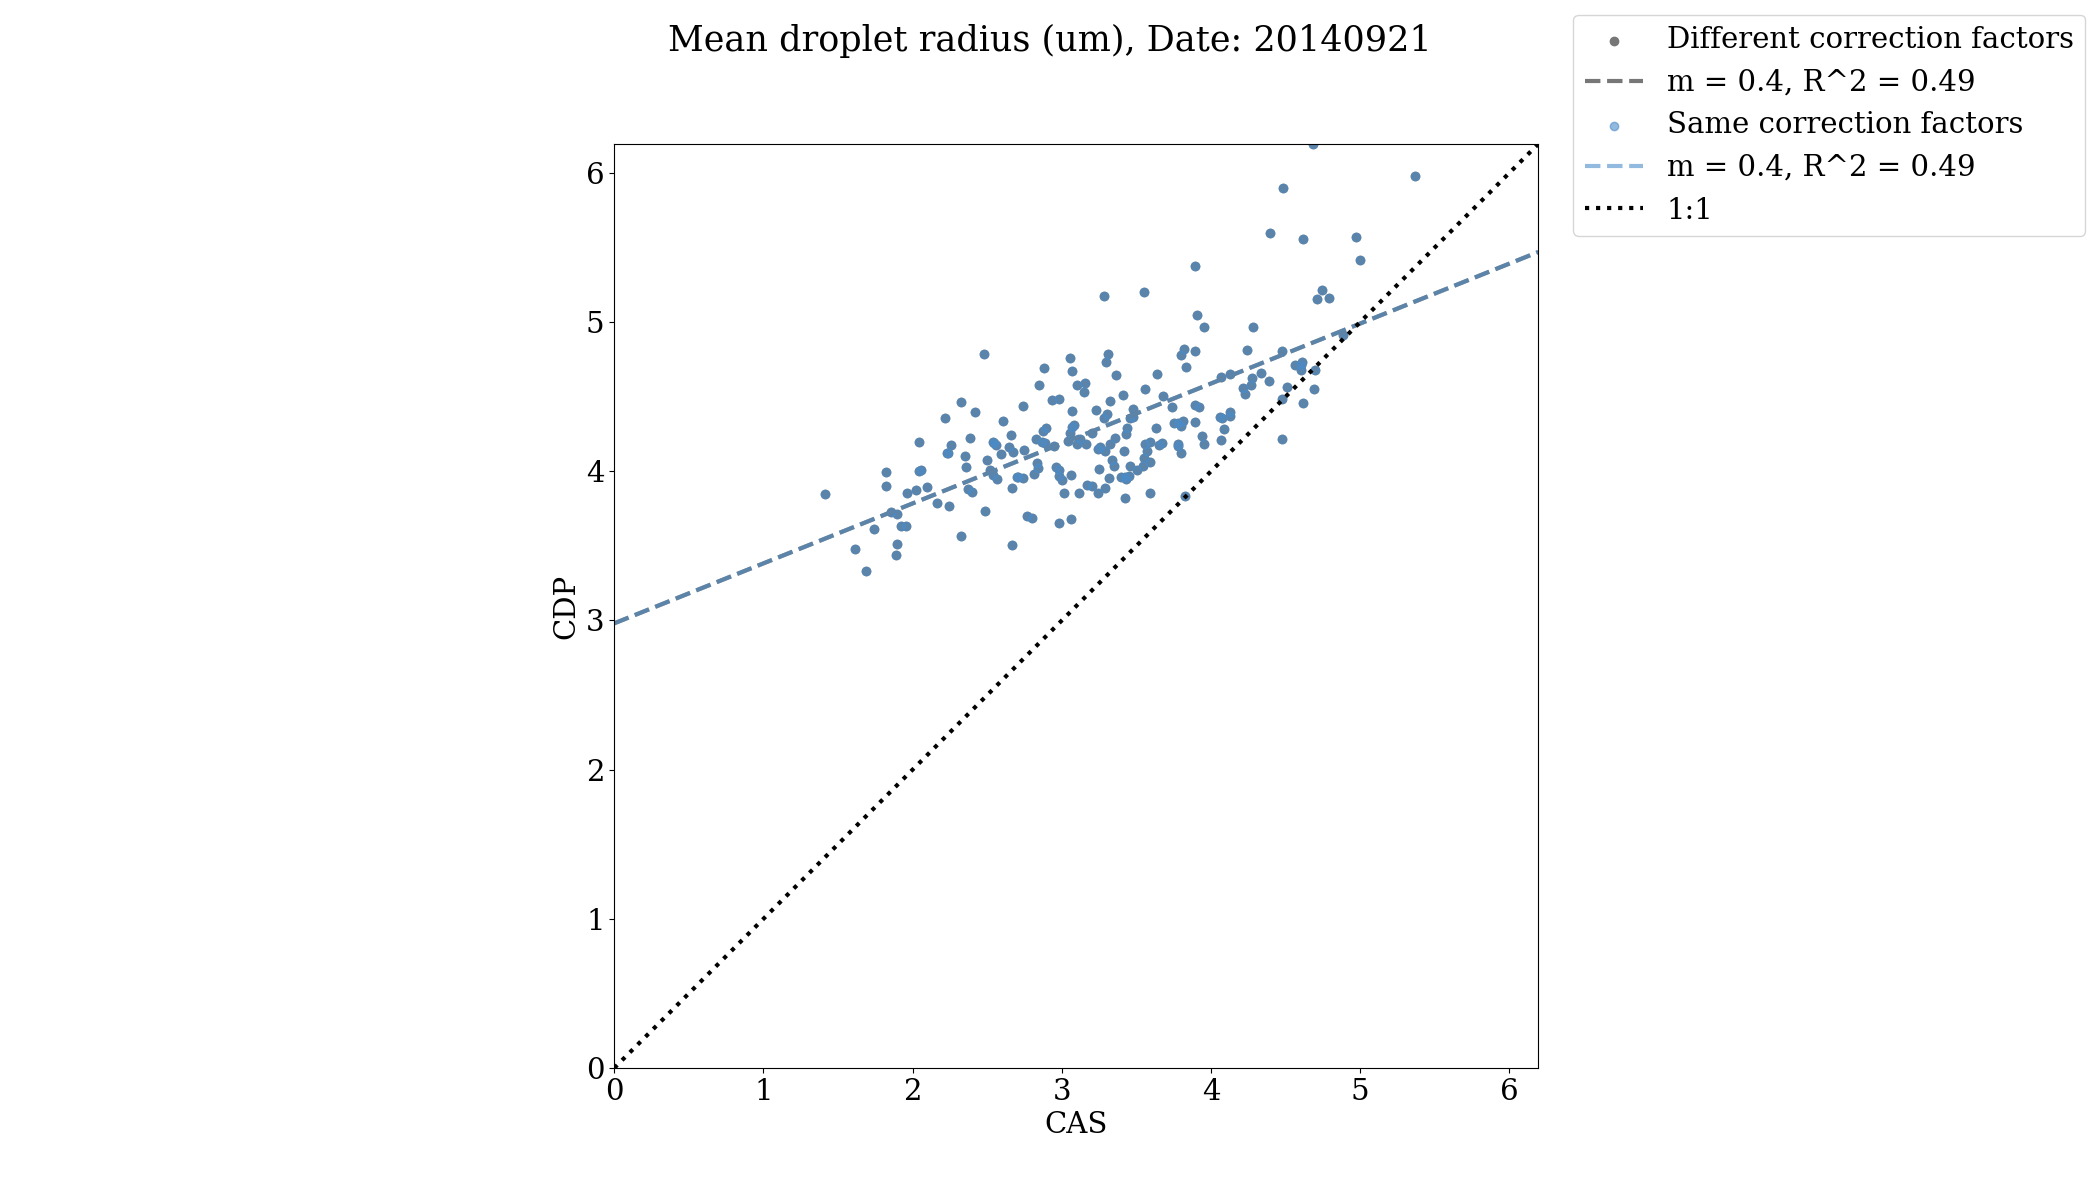 Mean droplet radius (um), Date: 20140921
Different correction factors
m = 0.4, R^2 = 0.49
Same correction factors
m = 0.4, R^2 = 0.49
1:1
6
5
4
3
2
1
0
CDP
0 1 2 3 4 5 6
CAS